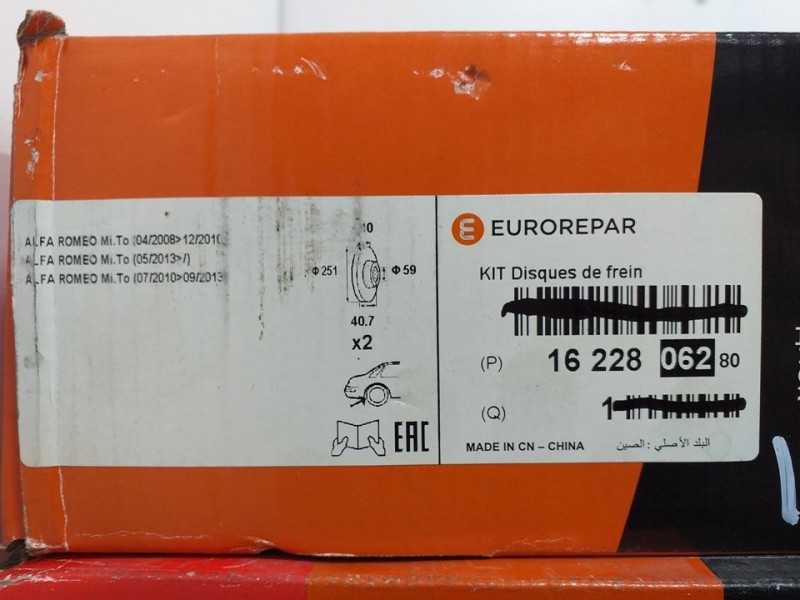 ALFA ROMEO Mi.To (04/2008>12/2010
ALFA ROMEO Mi.To (05/2013>/)
ALFA ROMEO Mi.To (07/2010>09/2013
Φ 251
Φ 59
40.7
x2
EAC
EUROREPAR
KIT Disques de frein
(P) 16 228 062 80
(Q) 1
MADE IN CN – CHINA البلد الأصلي : الصين